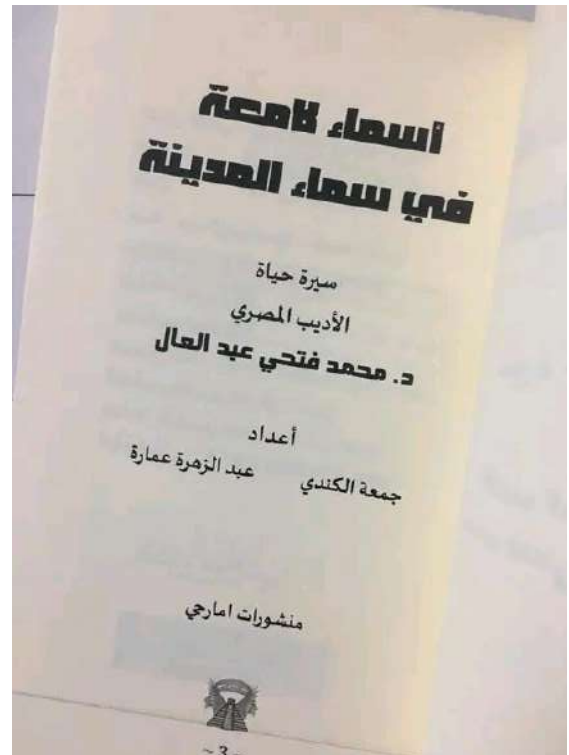 أسماء لامعة
في سماء المدينة
سيرة حياة
الأديب المصري
د. محمد فتحي عبد العال
أعداد
جمعة الكندي عبد الزهرة عمارة
منشورات امارجي
~ 3 ~